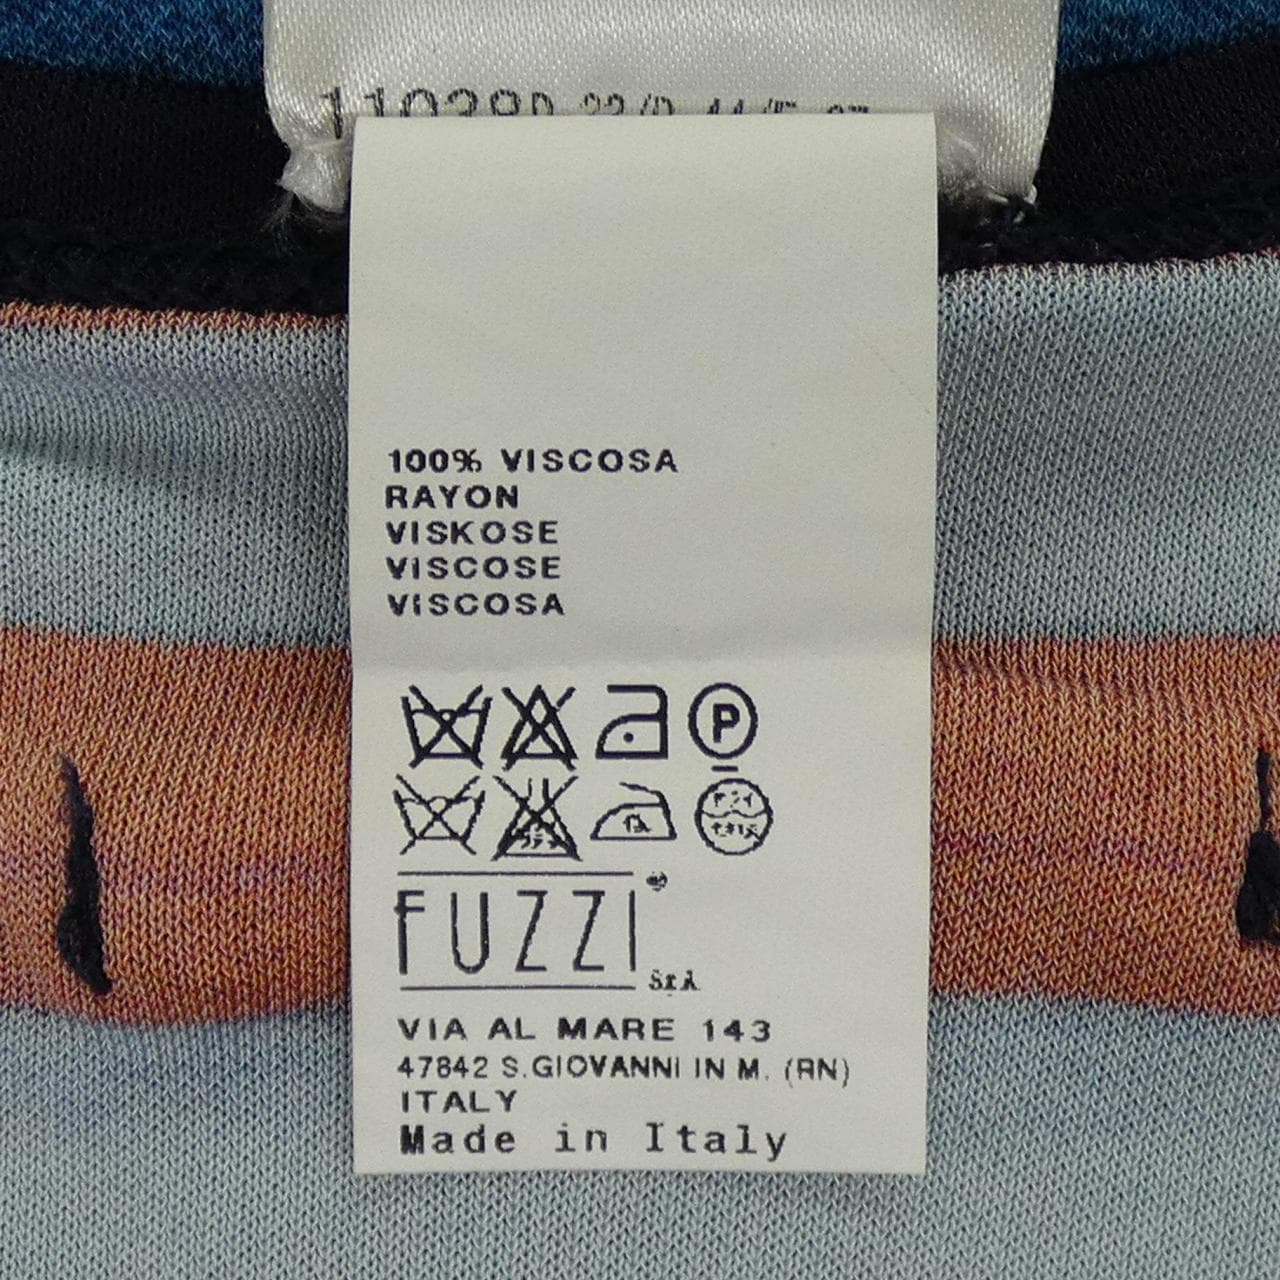 100% VISCOSA
RAYON
VISKOSE
ViSCOSE
ViSCOSA
P
FUZZI
SrA
VIA AL MARE 143
47842 S.GIOVANNI IN M. (RN)
ITALY
Made in Italy